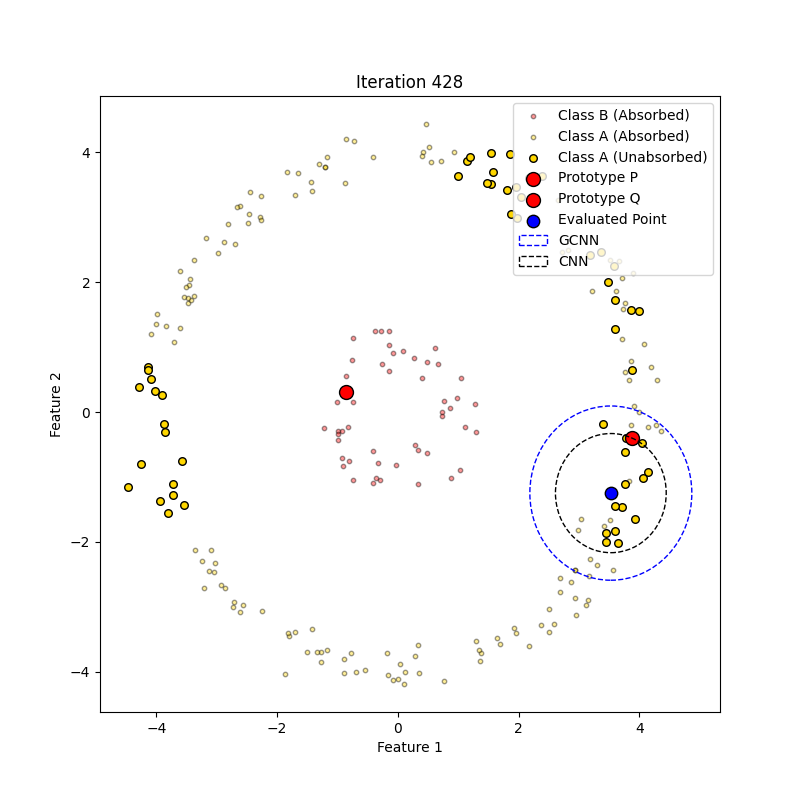 Iteration 428
Class B (Absorbed)
Class A (Absorbed)
Class A (Unabsorbed)
Prototype P
Prototype Q
Evaluated Point
GCNN
CNN
4
2
0
−2
−4
Feature 2
−4
−2
0
2
4
Feature 1